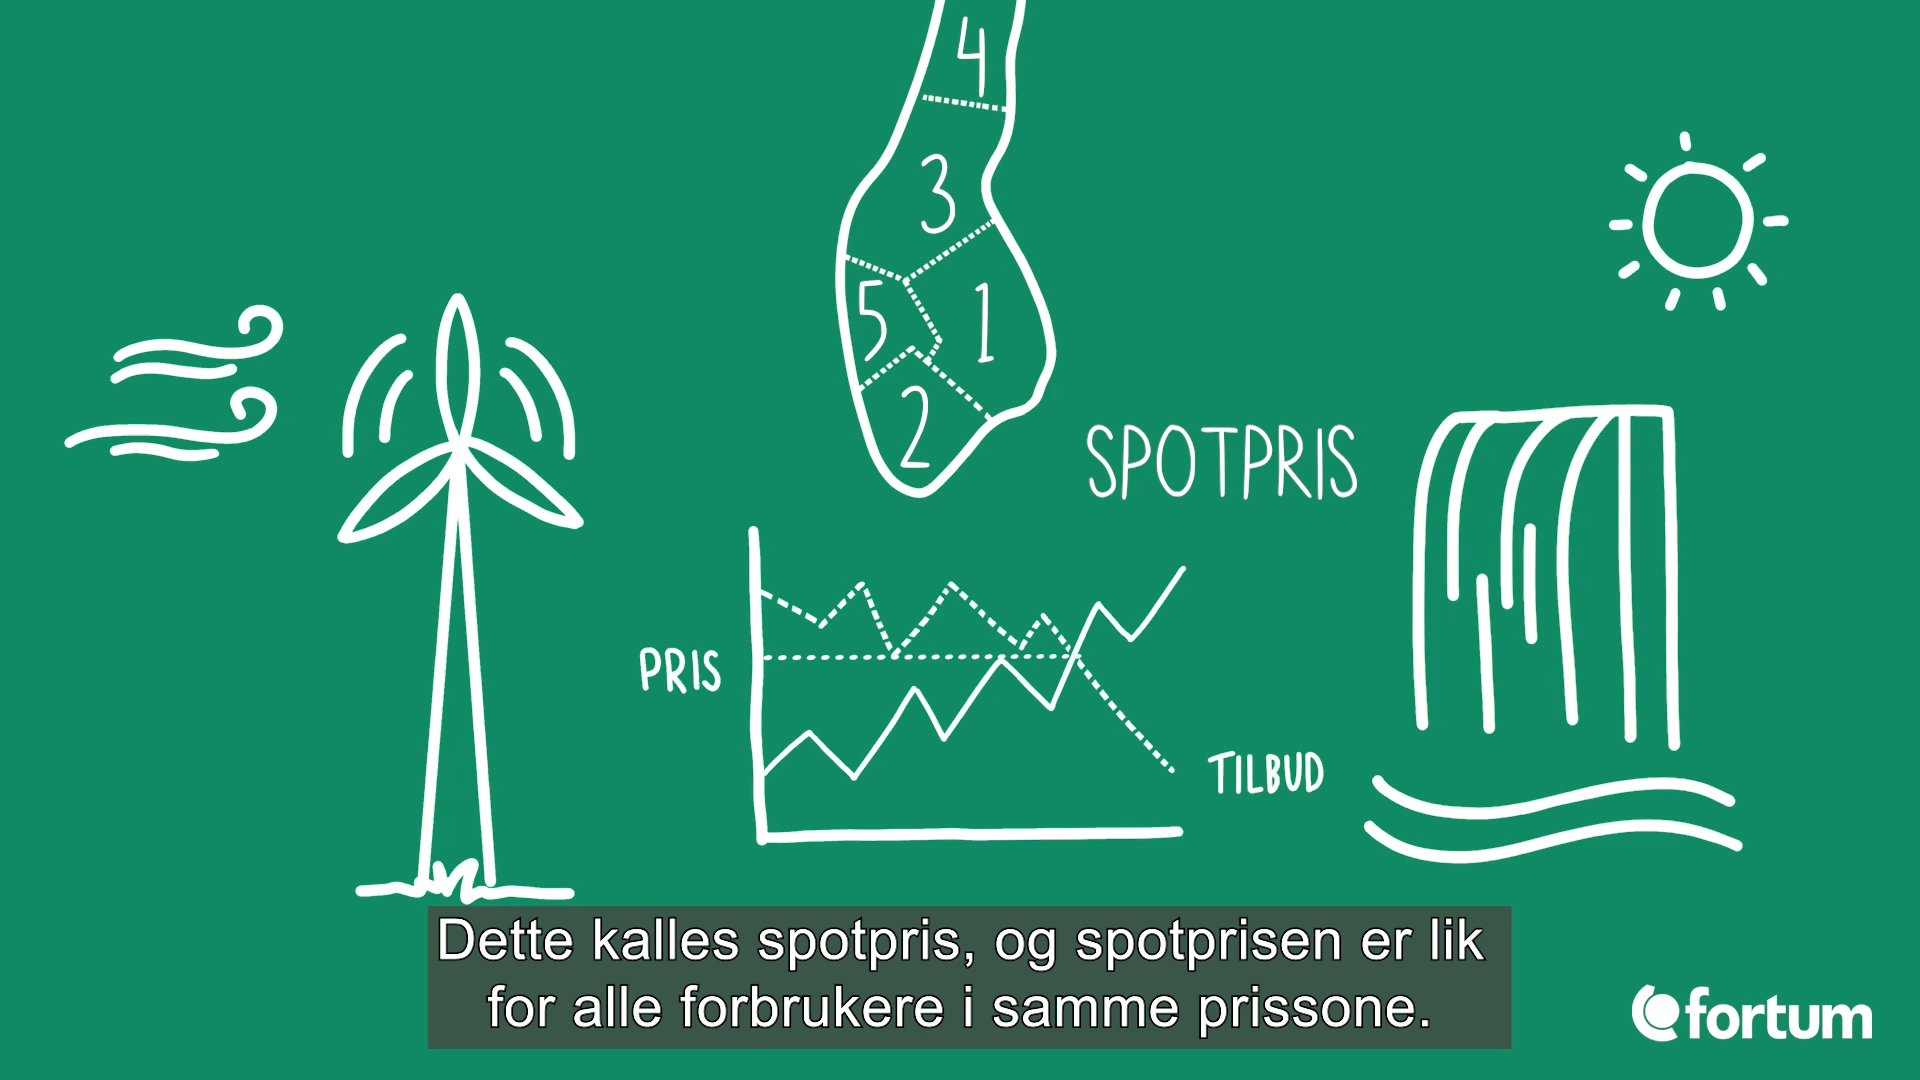 4
3
5
1
2
SPOTPRIS
PRIS
TILBUD
Dette kalles spotpris, og spotprisen er lik
for alle forbrukere i samme prissone.
fortum